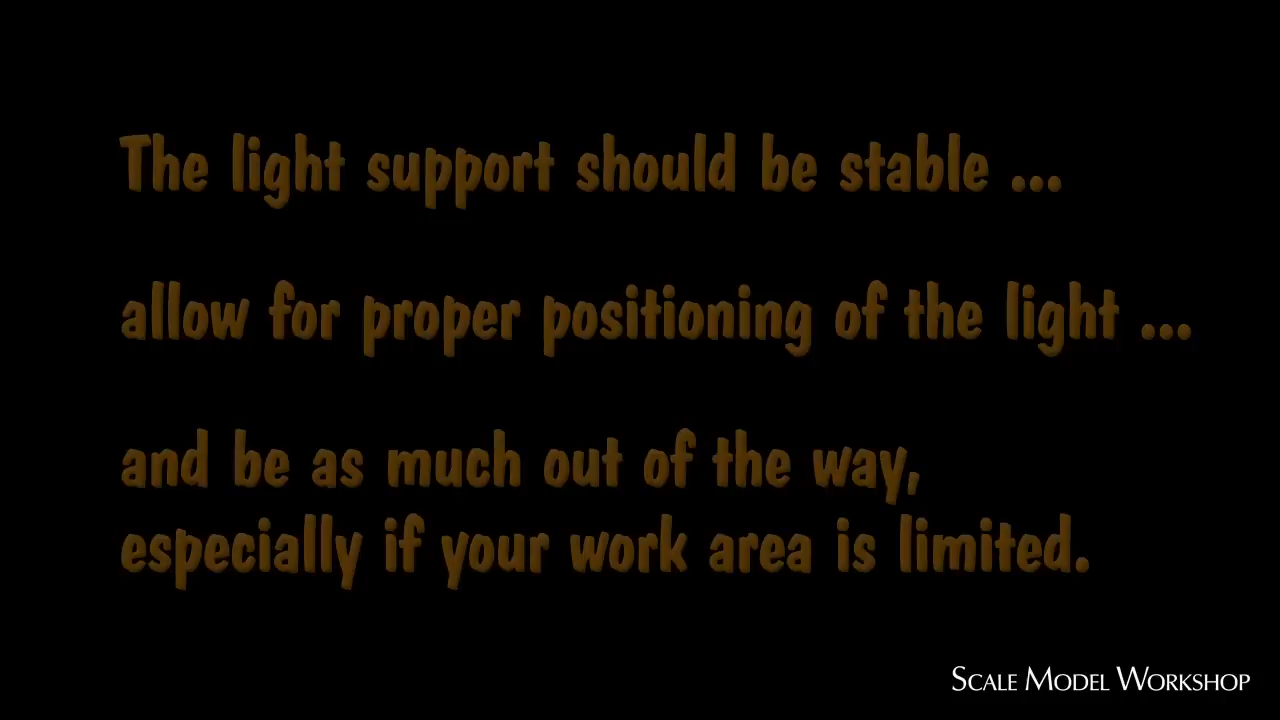 The light support should be stable ...
allow for proper positioning of the light ...
and be as much out of the way,
especially if your work area is limited.
SCALE MODEL WORKSHOP